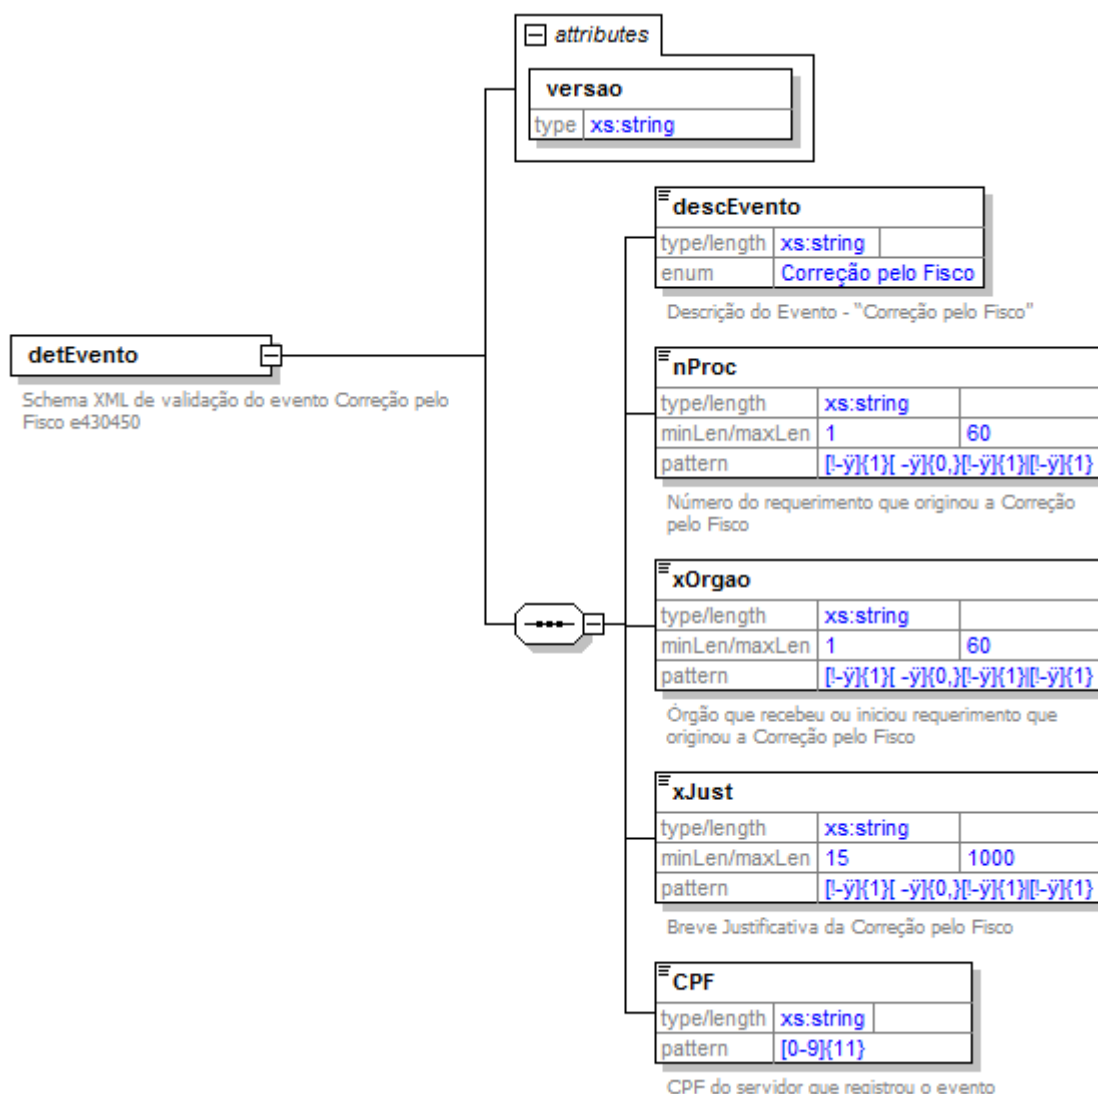 attributes
versao
type xs:string
descEvento
type/length xs:string
enum Correção pelo Fisco
Descrição do Evento - "Correção pelo Fisco"
detEvento
Schema XML de validação do evento Correção pelo
Fisco e430450
nProc
type/length xs:string
minLen/maxLen 1 60
pattern [!-ÿ]{1}[ -ÿ]{0,}[!-ÿ]{1}|[!-ÿ]{1}
Número do requerimento que originou a Correção
pelo Fisco
xOrgao
type/length xs:string
minLen/maxLen 1 60
pattern [!-ÿ]{1}[ -ÿ]{0,}[!-ÿ]{1}|[!-ÿ]{1}
Órgão que recebeu ou iniciou requerimento que
originou a Correção pelo Fisco
xJust
type/length xs:string
minLen/maxLen 15 1000
pattern [!-ÿ]{1}[ -ÿ]{0,}[!-ÿ]{1}|[!-ÿ]{1}
Breve Justificativa da Correção pelo Fisco
CPF
type/length xs:string
pattern [0-9]{11}
CPF do servidor que registrou o evento